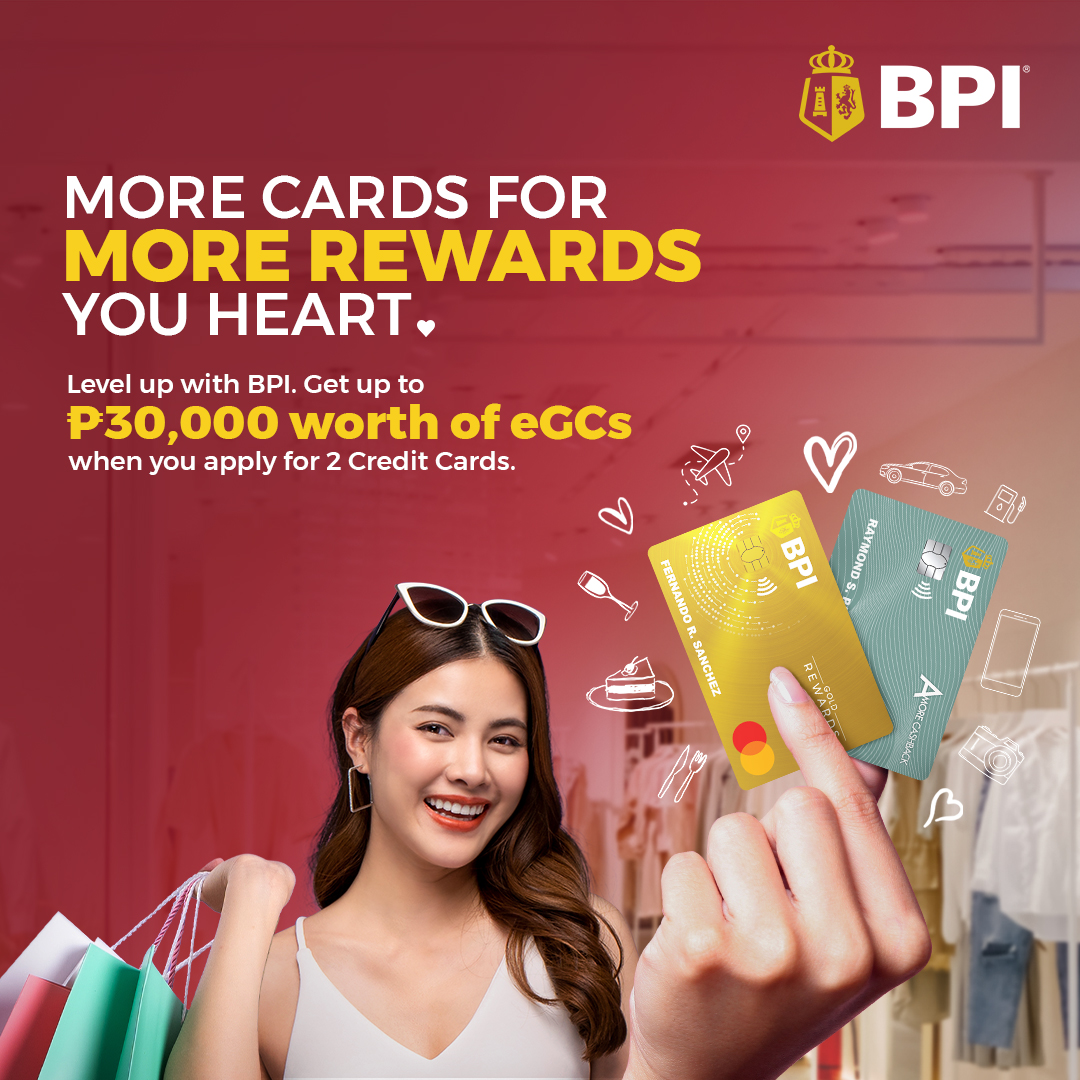 BPI®
MORE CARDS FOR
MORE REWARDS
YOU HEART.
Level up with BPI. Get up to
₱30,000 worth of eGCs
when you apply for 2 Credit Cards.
BPI
FERNANDO R. SANCHEZ
GOLD
REWARDS
BPI
RAYMOND S. P
AMORE CASHBACK